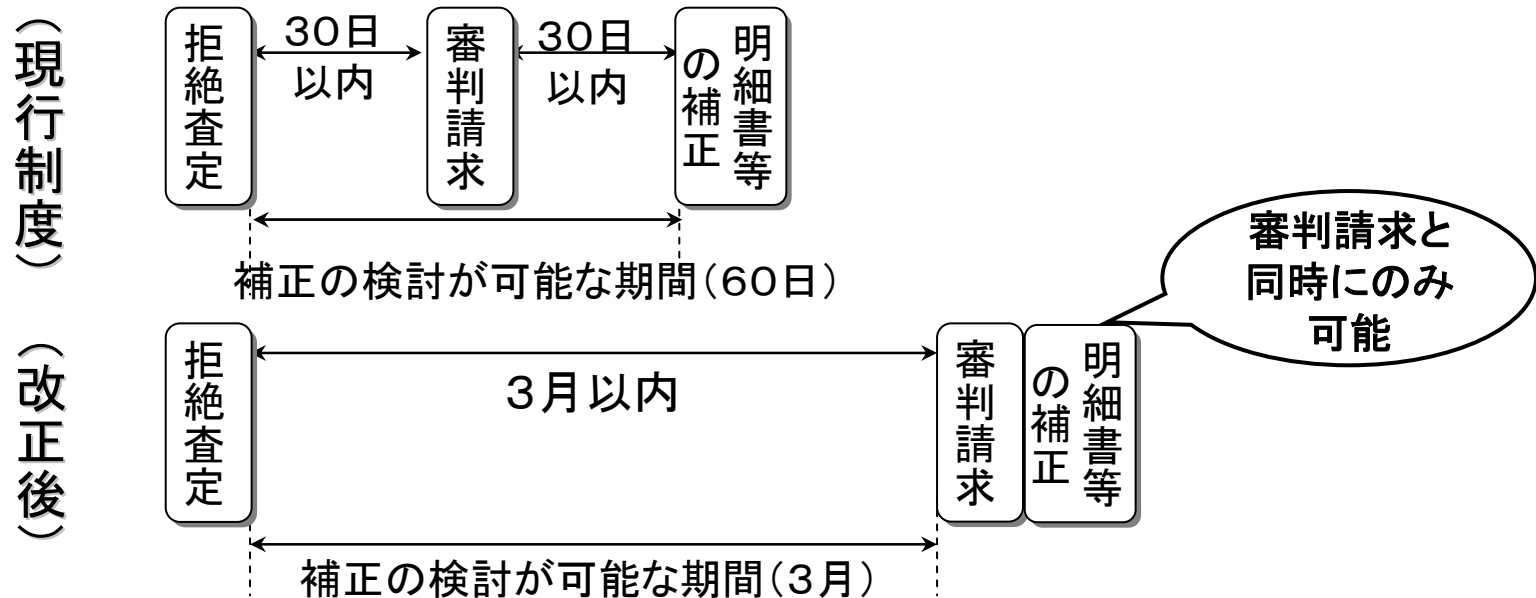 （現行制度）
拒絶査定
３０日
以内
審判請求
３０日
以内
明細書等
の補正
補正の検討が可能な期間（６０日）
（改正後）
拒絶査定
３月以内
審判請求
明細書等
の補正
審判請求と
同時にのみ
可能
補正の検討が可能な期間（３月）